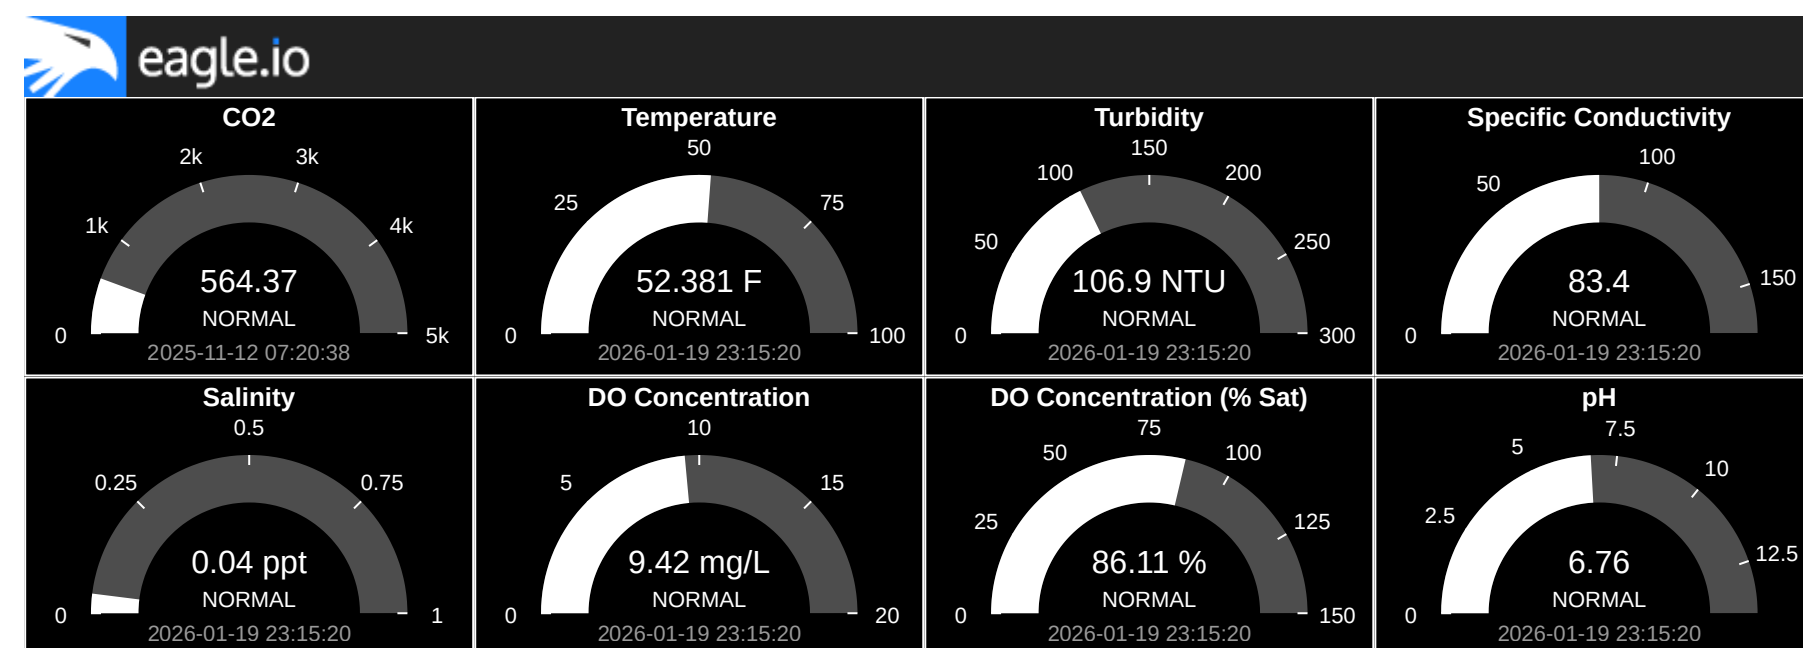 eagle.io
CO2
2k
3k
1k
4k
564.37
NORMAL
0
5k
2025-11-12 07:20:38
Temperature
50
25
75
52.381 F
NORMAL
0
100
2026-01-19 23:15:20
Turbidity
150
100
200
50
250
106.9 NTU
NORMAL
0
300
2026-01-19 23:15:20
Specific Conductivity
100
50
150
83.4
NORMAL
0
2026-01-19 23:15:20
Salinity
0.5
0.25
0.75
0.04 ppt
NORMAL
0
1
2026-01-19 23:15:20
DO Concentration
10
5
15
9.42 mg/L
NORMAL
0
20
2026-01-19 23:15:20
DO Concentration (% Sat)
75
50
100
25
125
86.11 %
NORMAL
0
150
2026-01-19 23:15:20
pH
7.5
5
10
2.5
12.5
6.76
NORMAL
0
2026-01-19 23:15:20